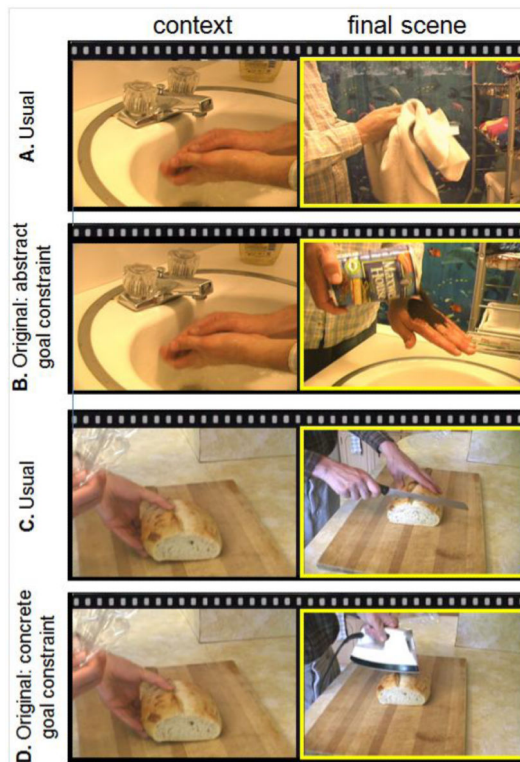 context
final scene
A. Usual
B. Original: abstract
goal constraint
C. Usual
D. Original: concrete
goal constraint